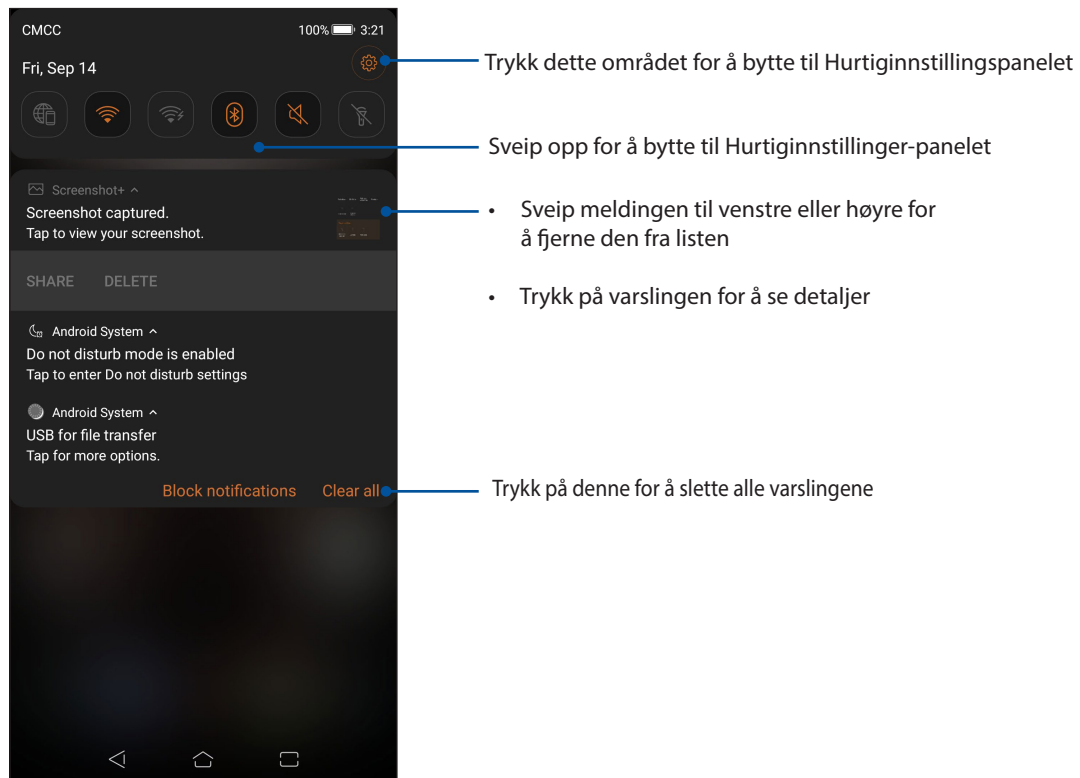 CMCC 100% 3:21
Fri, Sep 14
Trykk dette området for å bytte til Hurtiginnstillingspanelet
Sveip opp for å bytte til Hurtiginnstillinger-panelet
Screenshot+
Screenshot captured.
Tap to view your screenshot.
• Sveip meldingen til venstre eller høyre for
å fjerne den fra listen
SHARE DELETE
• Trykk på varslingen for å se detaljer
Android System
Do not disturb mode is enabled
Tap to enter Do not disturb settings
Android System
USB for file transfer
Tap for more options.
Block notifications Clear all
Trykk på denne for å slette alle varslingene